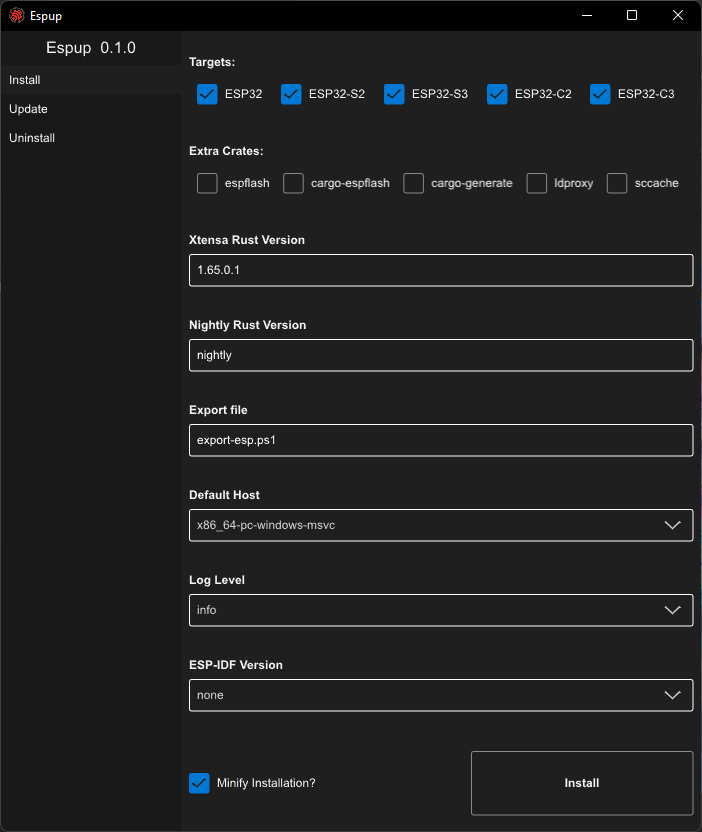 Espup
Espup 0.1.0
Install
Update
Uninstall
Targets:
ESP32 ESP32-S2 ESP32-S3 ESP32-C2 ESP32-C3
Extra Crates:
espflash cargo-espflash cargo-generate ldproxy sccache
Xtensa Rust Version
1.65.0.1
Nightly Rust Version
nightly
Export file
export-esp.ps1
Default Host
x86_64-pc-windows-msvc
Log Level
info
ESP-IDF Version
none
Minify Installation? Install